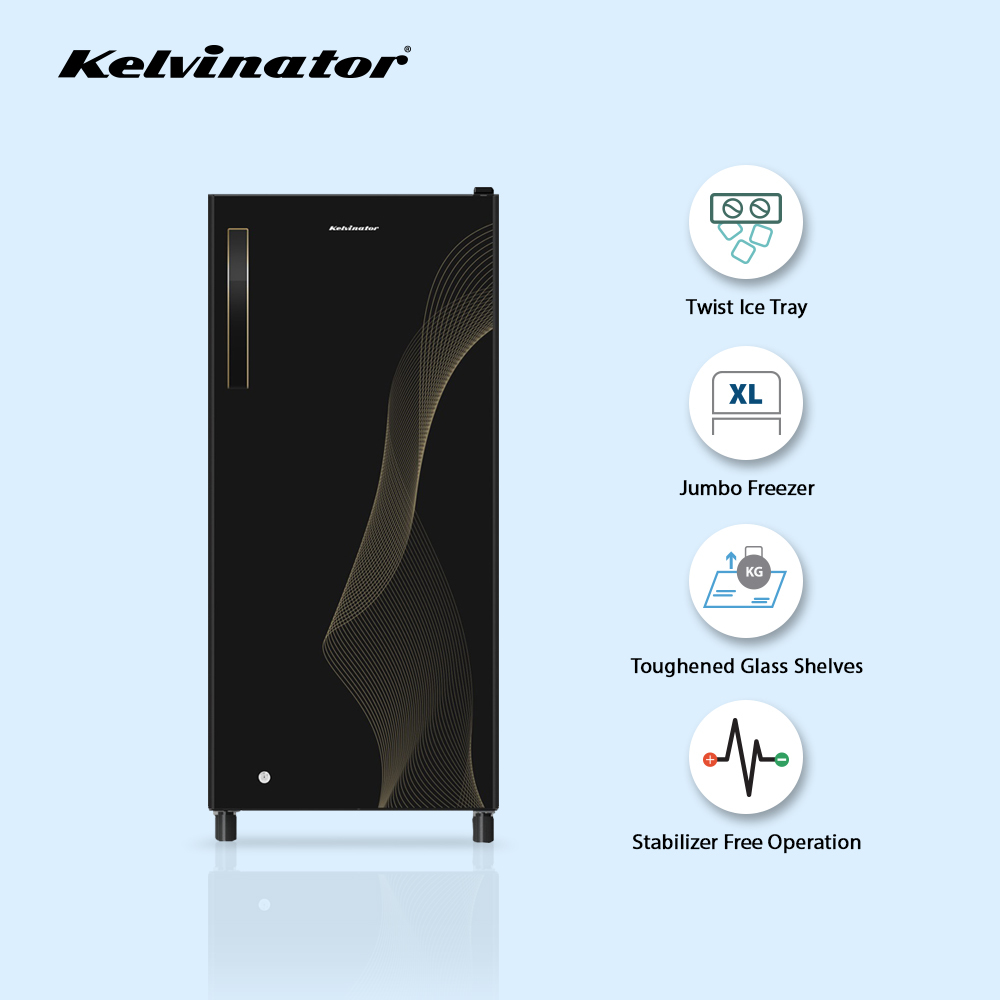 Kelvinator®
Kelvinator
Twist Ice Tray
XL
Jumbo Freezer
KG
Toughened Glass Shelves
+ −
Stabilizer Free Operation